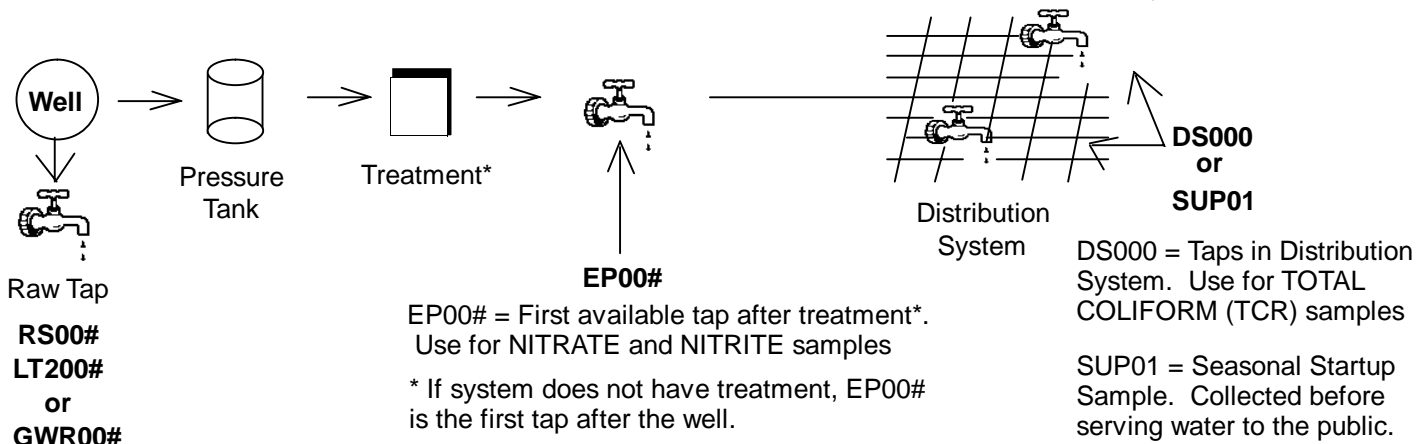 Well
Pressure
Tank
Treatment*
Raw Tap
RS00#
LT200#
or
GWR00#
EP00#
EP00# = First available tap after treatment*.
Use for NITRATE and NITRITE samples
* If system does not have treatment, EP00#
is the first tap after the well.
Distribution
System
DS000
or
SUP01
DS000 = Taps in Distribution
System. Use for TOTAL
COLIFORM (TCR) samples
SUP01 = Seasonal Startup
Sample. Collected before
serving water to the public.